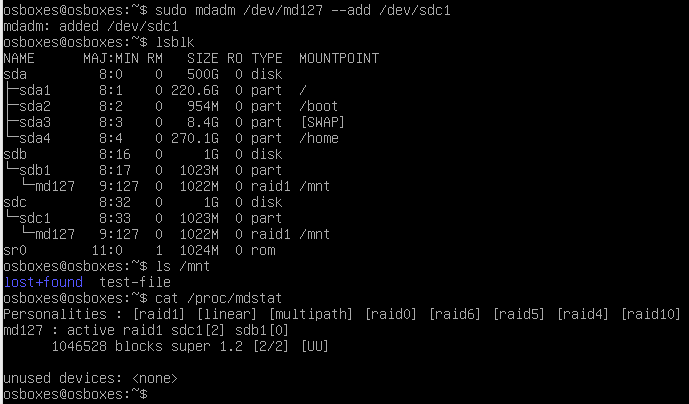 osboxes@osboxes:~$ sudo mdadm /dev/md127 --add /dev/sdc1
mdadm: added /dev/sdc1
osboxes@osboxes:~$ lsblk
NAME      MAJ:MIN RM   SIZE RO TYPE  MOUNTPOINT
sda         8:0    0   500G  0 disk
├─sda1      8:1    0 220.6G  0 part  /
├─sda2      8:2    0   954M  0 part  /boot
├─sda3      8:3    0   8.4G  0 part  [SWAP]
└─sda4      8:4    0 270.1G  0 part  /home
sdb         8:16   0     1G  0 disk
└─sdb1      8:17   0  1023M  0 part
  └─md127   9:127  0  1022M  0 raid1 /mnt
sdc         8:32   0     1G  0 disk
└─sdc1      8:33   0  1023M  0 part
  └─md127   9:127  0  1022M  0 raid1 /mnt
sr0        11:0    1  1024M  0 rom
osboxes@osboxes:~$ ls /mnt
lost+found  test-file
osboxes@osboxes:~$ cat /proc/mdstat
Personalities : [raid1] [linear] [multipath] [raid0] [raid6] [raid5] [raid4] [raid10]
md127 : active raid1 sdc1[2] sdb1[0]
      1046528 blocks super 1.2 [2/2] [UU]

unused devices: <none>
osboxes@osboxes:~$